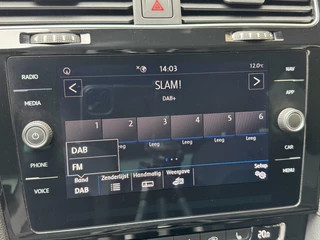 RADIO
MEDIA
PHONE
VOICE
14:03
12.0°C
SLAM!
DAB+
1 2 3 4 5 6
Leeg Leeg Leeg Leeg Leeg
DAB
FM
Band
DAB
Zenderlijst
Handmatig
Weergave
Setup
NAV
APP
CAR
MENU